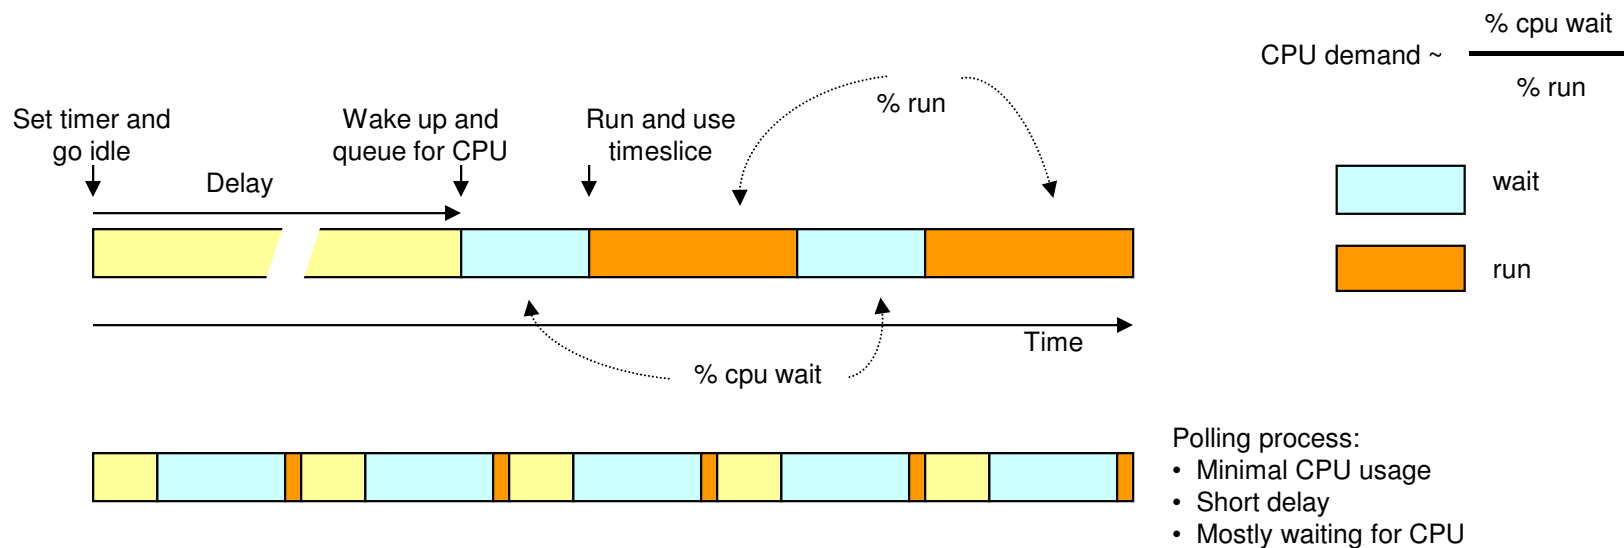 % cpu wait
CPU demand ~
% run
% run
Set timer and
go idle
Wake up and
queue for CPU
Run and use
timeslice
Delay
wait
run
Time
% cpu wait
Polling process:
• Minimal CPU usage
• Short delay
• Mostly waiting for CPU